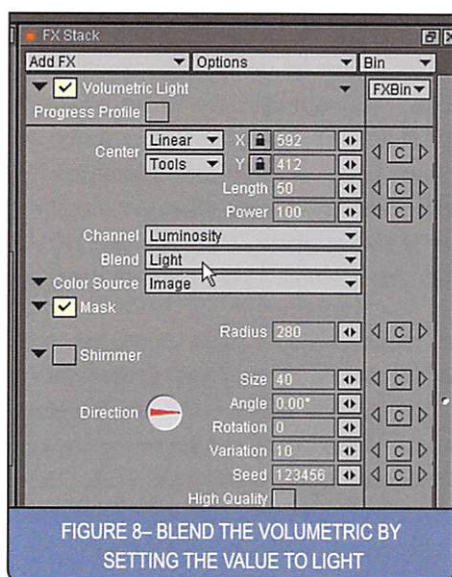 FX Stack
Add FX Options Bin
Volumetric Light FXBin
Progress Profile
Center Linear X 592
Tools Y 412 C
Length 50 C
Power 100 C
Channel Luminosity
Blend Light
Color Source Image
Mask
Radius 280 C
Shimmer
Size 40 C
Direction Angle 0.00° C
Rotation 0
Variation 10 C
Seed 123456 C
High Quality
FIGURE 8– BLEND THE VOLUMETRIC BY
SETTING THE VALUE TO LIGHT